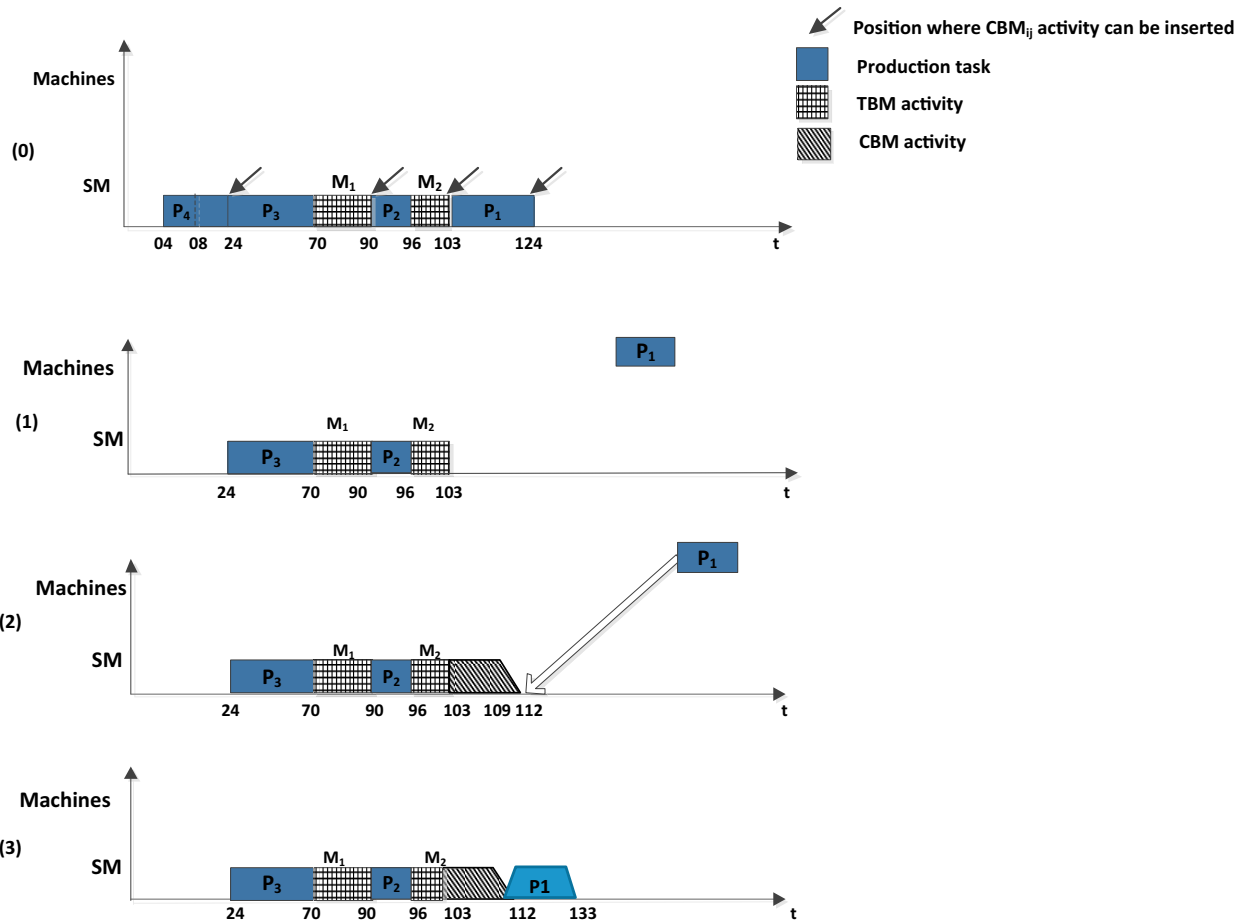 Position where CBMij activity can be inserted
Production task
TBM activity
CBM activity
Machines
(0)
SM
P4
P3
M1
P2
M2
P1
04 08 24 70 90 96 103 124 t
Machines
P1
(1)
SM
M1 M2
P3 P2
24 70 90 96 103 t
P1
Machines
(2)
SM
M1 M2
P3 P2
24 70 90 96 103 109 112 t
Machines
(3)
SM
M1 M2
P3 P2 P1
24 70 90 96 103 112 133 t